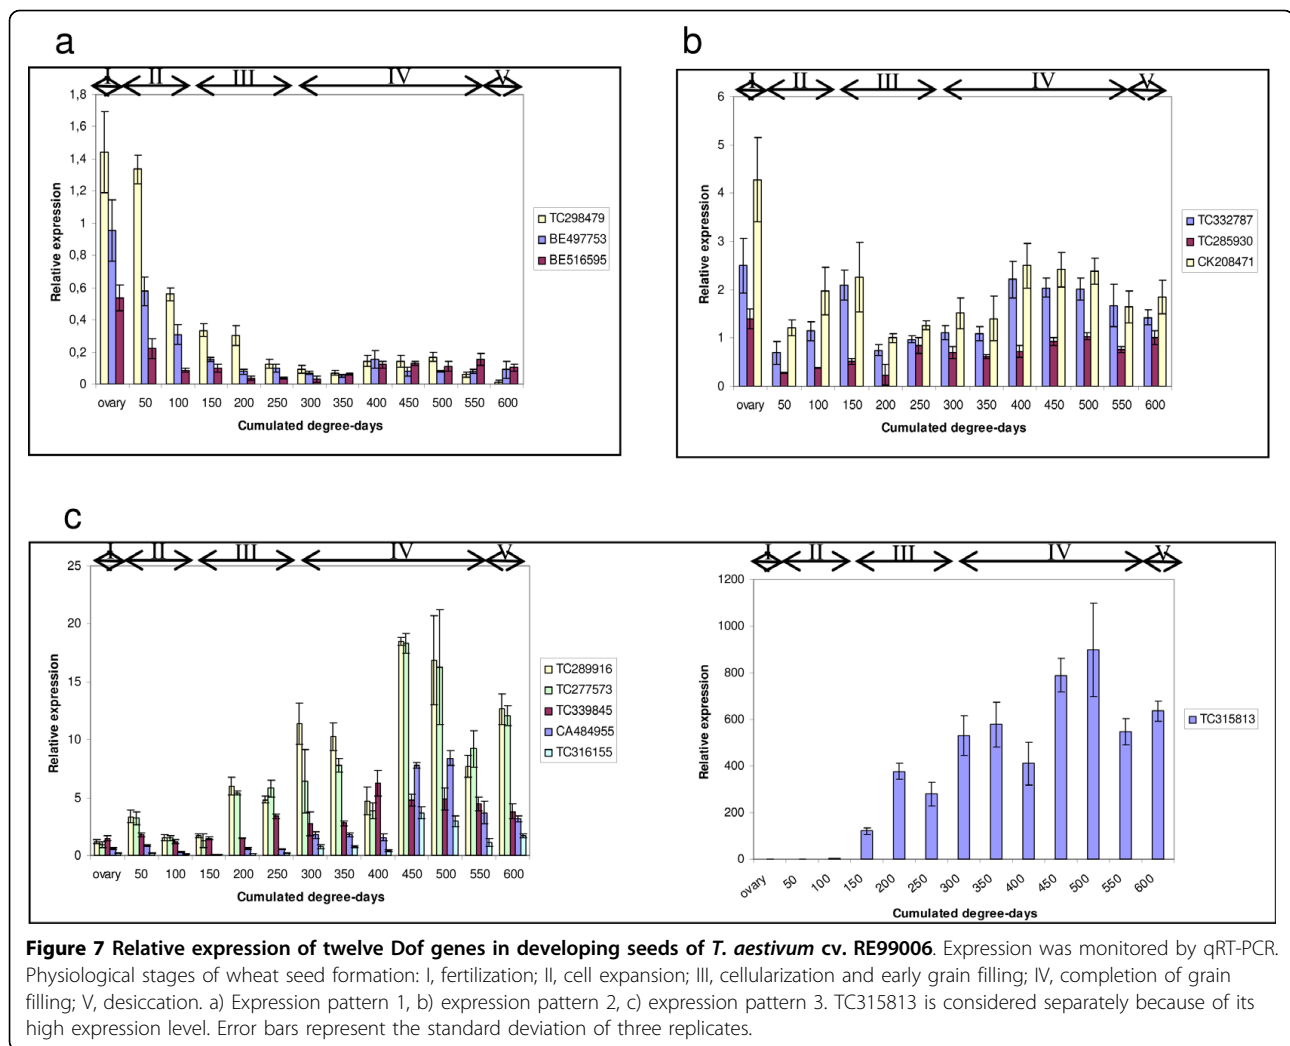 a
I II III IV V
1,8
1,6
1,4
1,2
1
0,8
0,6
0,4
0,2
0
Relative expression
ovary 50 100 150 200 250 300 350 400 450 500 550 600
Cumulated degree-days
TC298479
BE497753
BE516595
b
I II III IV V
6
5
4
3
2
1
0
Relative expression
ovary 50 100 150 200 250 300 350 400 450 500 550 600
Cumulated degree-days
TC332787
TC285930
CK208471
c
I II III IV V
25
20
15
10
5
0
Relative expression
ovary 50 100 150 200 250 300 350 400 450 500 550 600
Cumulated degree-days
TC289916
TC277573
TC339845
CA484955
TC316155
I II III IV V
1200
1000
800
600
400
200
0
Relative expression
ovary 50 100 150 200 250 300 350 400 450 500 550 600
Cumulated degree-days
TC315813
Figure 7 Relative expression of twelve Dof genes in developing seeds of T. aestivum cv. RE99006. Expression was monitored by qRT-PCR.
Physiological stages of wheat seed formation: I, fertilization; II, cell expansion; III, cellularization and early grain filling; IV, completion of grain
filling; V, desiccation. a) Expression pattern 1, b) expression pattern 2, c) expression pattern 3. TC315813 is considered separately because of its
high expression level. Error bars represent the standard deviation of three replicates.